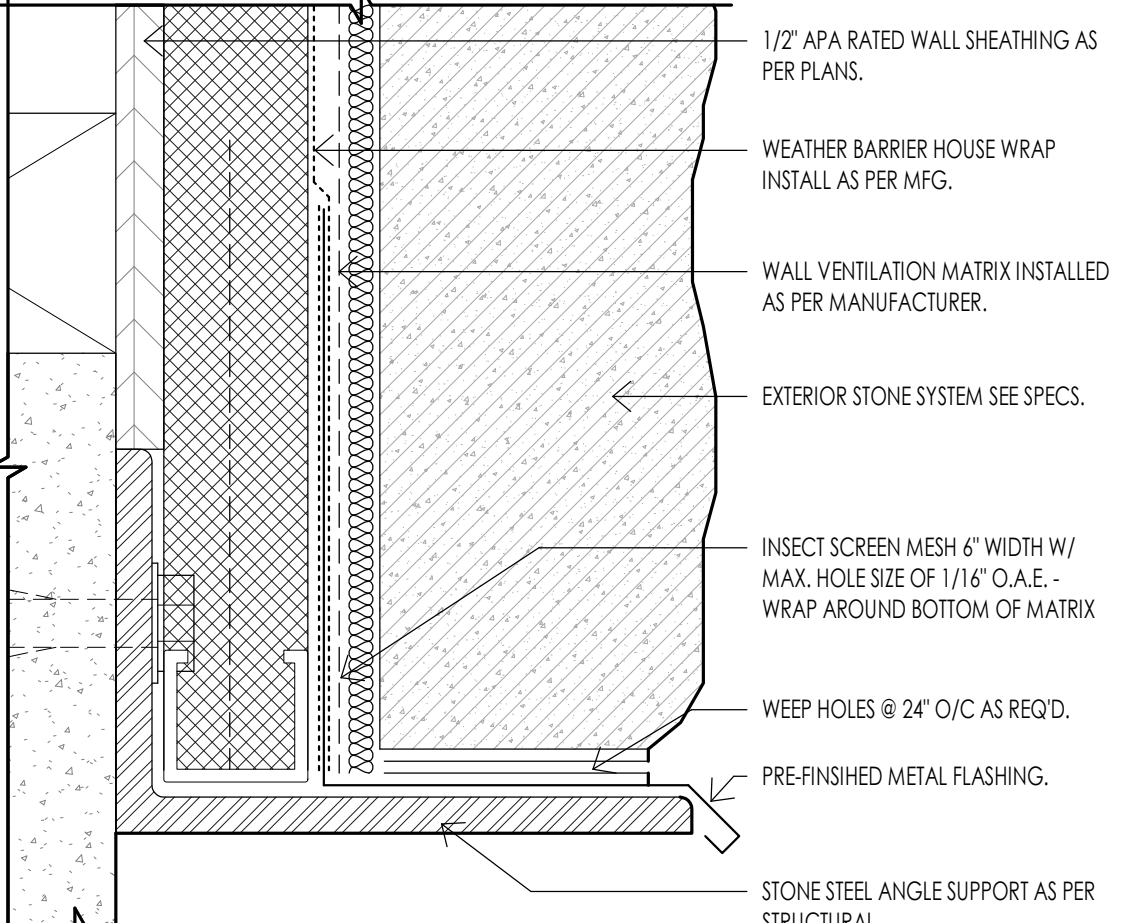 1/2" APA RATED WALL SHEATHING AS
PER PLANS.
WEATHER BARRIER HOUSE WRAP
INSTALL AS PER MFG.
WALL VENTILATION MATRIX INSTALLED
AS PER MANUFACTURER.
EXTERIOR STONE SYSTEM SEE SPECS.
INSECT SCREEN MESH 6" WIDTH W/
MAX. HOLE SIZE OF 1/16" O.A.E. -
WRAP AROUND BOTTOM OF MATRIX
WEEP HOLES @ 24" O/C AS REQ'D.
PRE-FINSIHED METAL FLASHING.
STONE STEEL ANGLE SUPPORT AS PER
STRUCTURAL